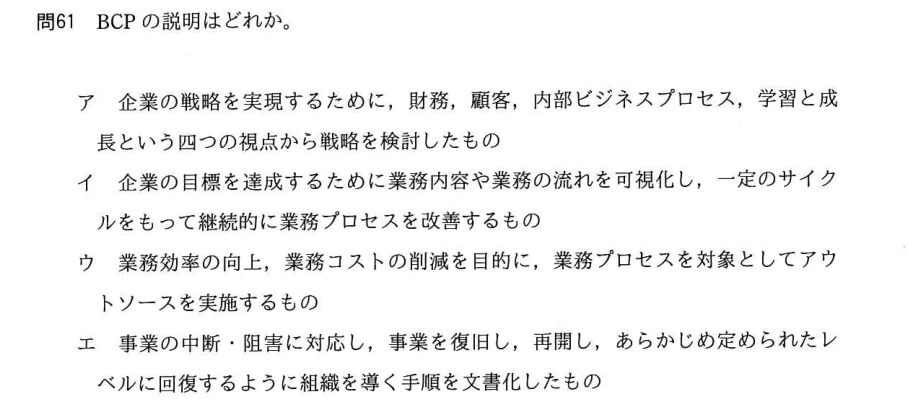 問61 BCP の説明はどれか。
ア 企業の戦略を実現するために，財務，顧客，内部ビジネスプロセス，学習と成
長という四つの視点から戦略を検討したもの
イ 企業の目標を達成するために業務内容や業務の流れを可視化し，一定のサイク
ルをもって継続的に業務プロセスを改善するもの
ウ 業務効率の向上，業務コストの削減を目的に，業務プロセスを対象としてアウ
トソースを実施するもの
エ 事業の中断・阻害に対応し，事業を復旧し，再開し，あらかじめ定められたレ
ベルに回復するように組織を導く手順を文書化したもの